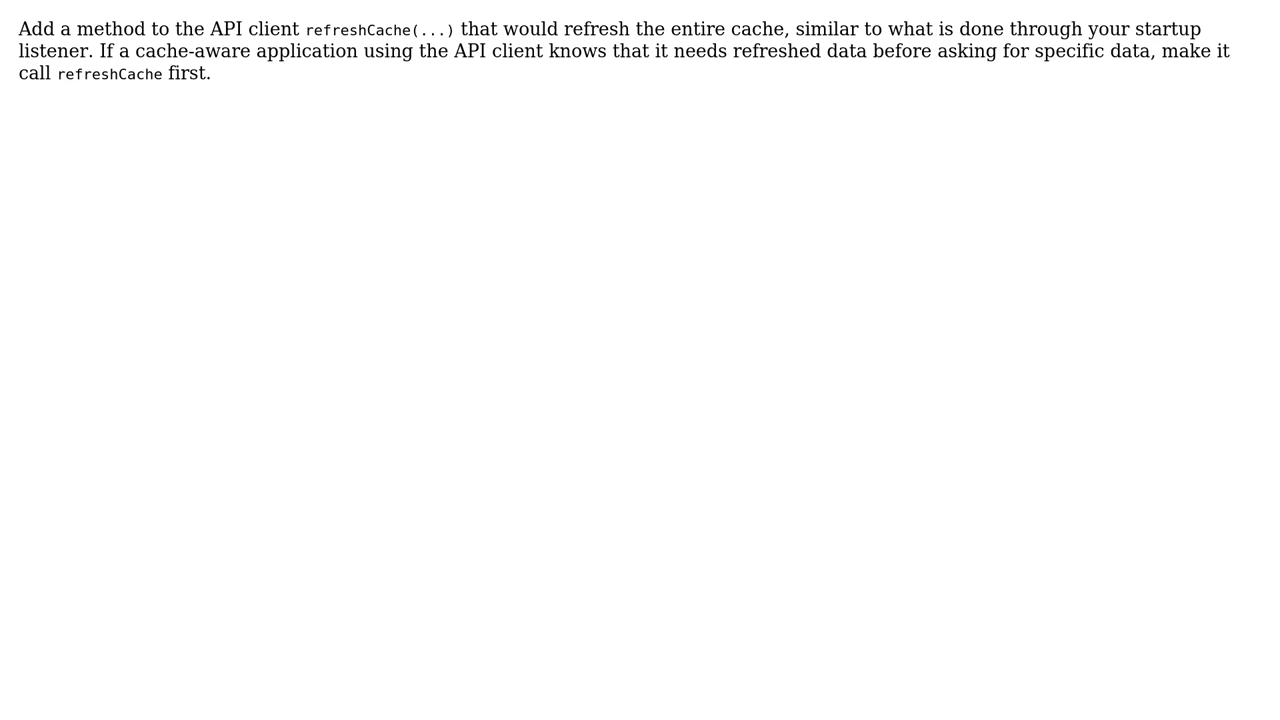 Add a method to the API client refreshCache(...) that would refresh the entire cache, similar to what is done through your startup
listener. If a cache-aware application using the API client knows that it needs refreshed data before asking for specific data, make it
call refreshCache first.